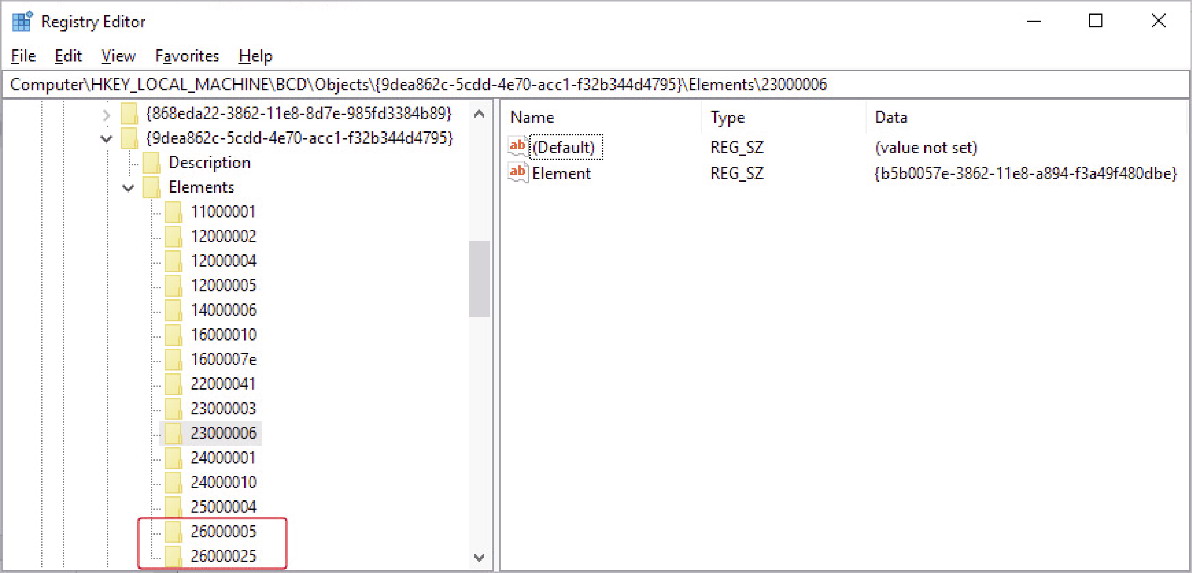 Registry Editor
File Edit View Favorites Help
Computer\HKEY_LOCAL_MACHINE\BCD\Objects\{9dea862c-5cdd-4e70-acc1-f32b344d4795}\Elements\23000006
{868eda22-3862-11e8-8d7e-985fd3384b89}
{9dea862c-5cdd-4e70-acc1-f32b344d4795}
Description
Elements
11000001
12000002
12000004
12000005
14000006
16000010
1600007e
22000041
23000003
23000006
24000001
24000010
25000004
26000005
26000025
Name Type Data
ab (Default) REG_SZ (value not set)
ab Element REG_SZ {b5b0057e-3862-11e8-a894-f3a49f480dbe}